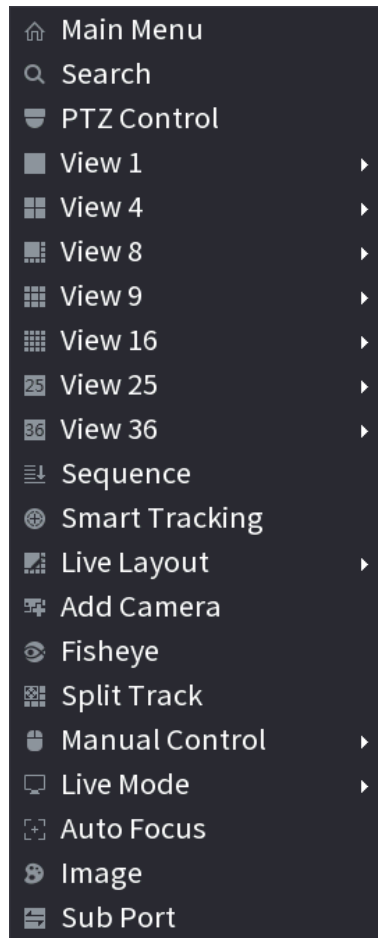 Main Menu
Search
PTZ Control
View 1
View 4
View 8
View 9
View 16
25 View 25
36 View 36
Sequence
Smart Tracking
Live Layout
Add Camera
Fisheye
Split Track
Manual Control
Live Mode
Auto Focus
Image
Sub Port